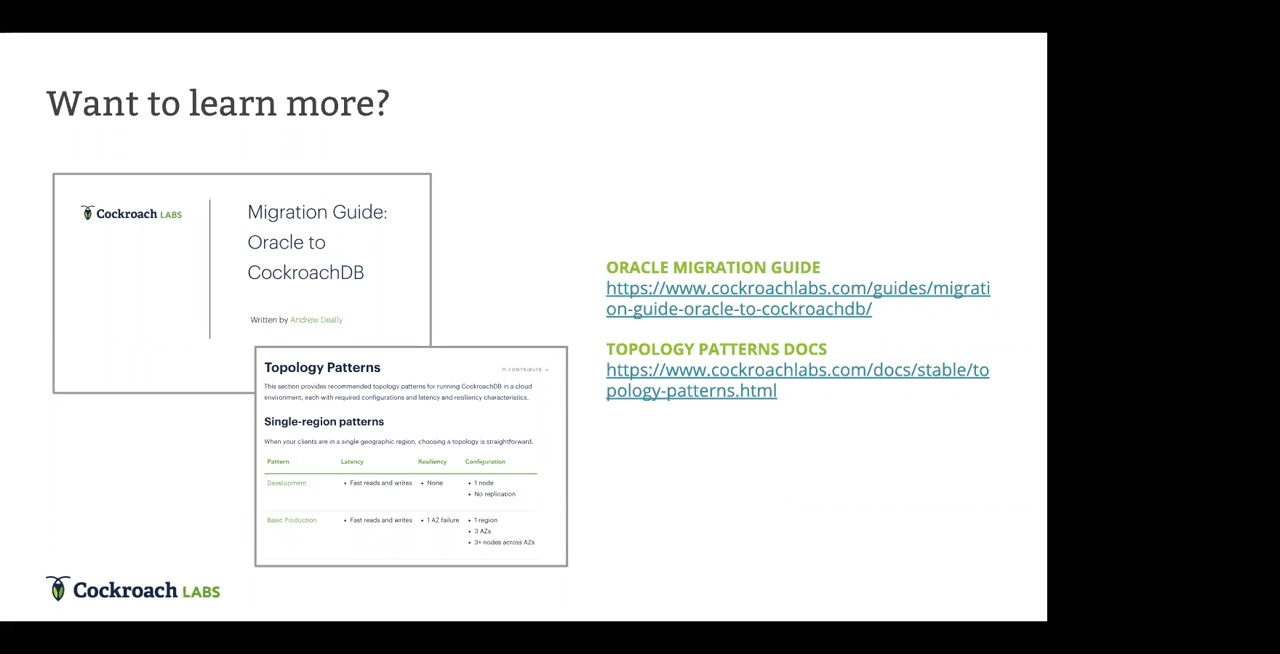 Want to learn more?
Cockroach LABS
Migration Guide:
Oracle to
CockroachDB
Written by Andrew Deally
Topology Patterns
CONTRIBUTE
This section provides recommended topology patterns for running CockroachDB in a cloud
environment, each with required configurations and latency and resiliency characteristics.
Single-region patterns
When your clients are in a single geographic region, choosing a topology is straightforward.
Pattern Latency Resiliency Configuration
Development • Fast reads and writes • None • 1 node
• No replication
Basic Production • Fast reads and writes • 1 AZ failure • 1 region
• 3 AZs
• 3+ nodes across AZs
ORACLE MIGRATION GUIDE
https://www.cockroachlabs.com/guides/migrati
on-guide-oracle-to-cockroachdb/
TOPOLOGY PATTERNS DOCS
https://www.cockroachlabs.com/docs/stable/to
pology-patterns.html
Cockroach LABS